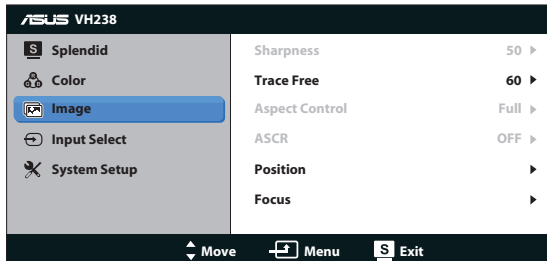 ASUS VH238
S Splendid
Color
Image
Input Select
System Setup
Sharpness 50
Trace Free 60
Aspect Control Full
ASCR OFF
Position
Focus
Move Menu S Exit